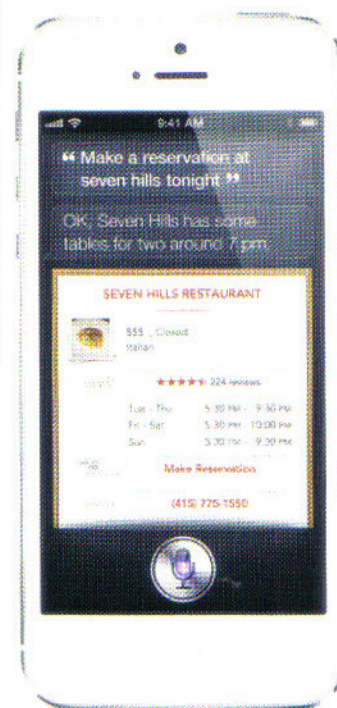 9:41 AM
“ Make a reservation at
seven hills tonight ”
OK, Seven Hills has some
tables for two around 7 pm.
SEVEN HILLS RESTAURANT
$$$ Closed
Italian
224 reviews
Tue - Thu 5:30 PM - 9:30 PM
Fri - Sat 5:30 PM - 10:00 PM
Sun 5:30 PM - 9:30 PM
Make Reservation
(415) 775-1550